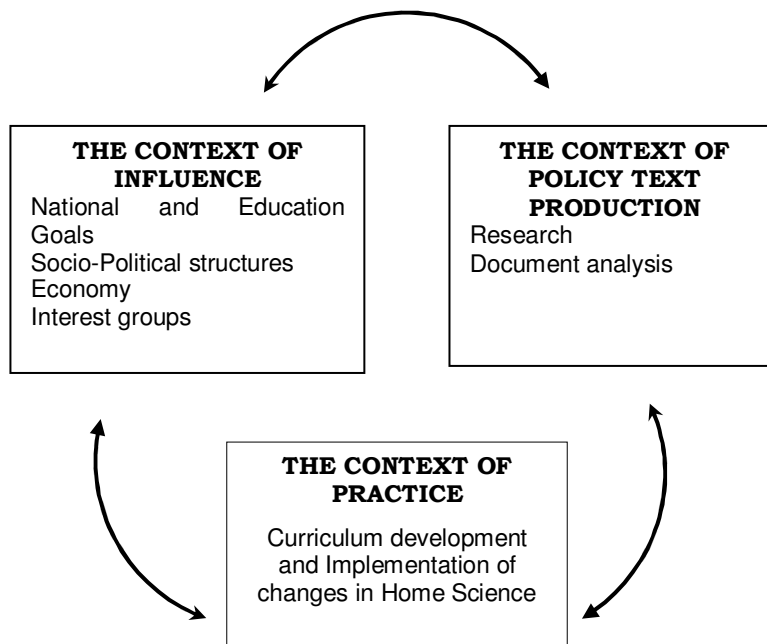 THE CONTEXT OF
INFLUENCE
National and Education
Goals
Socio-Political structures
Economy
Interest groups
THE CONTEXT OF
POLICY TEXT
PRODUCTION
Research
Document analysis
THE CONTEXT OF
PRACTICE
Curriculum development
and Implementation of
changes in Home Science